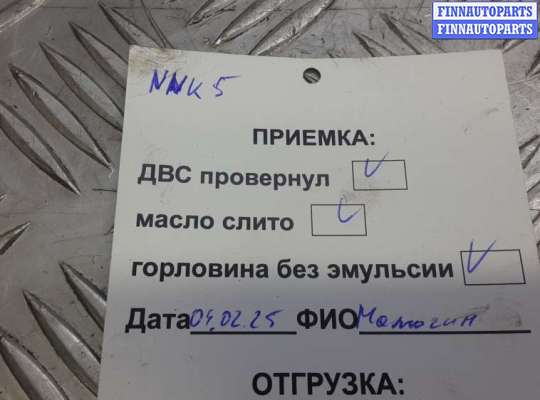 FINNAUTOPARTS
FINNAUTOPARTS
NNK5
ПРИЕМКА:
ДВС провернул
масло слито
горловина без эмульсии
Дата 04.02.25 ФИО
ОТГРУЗКА: